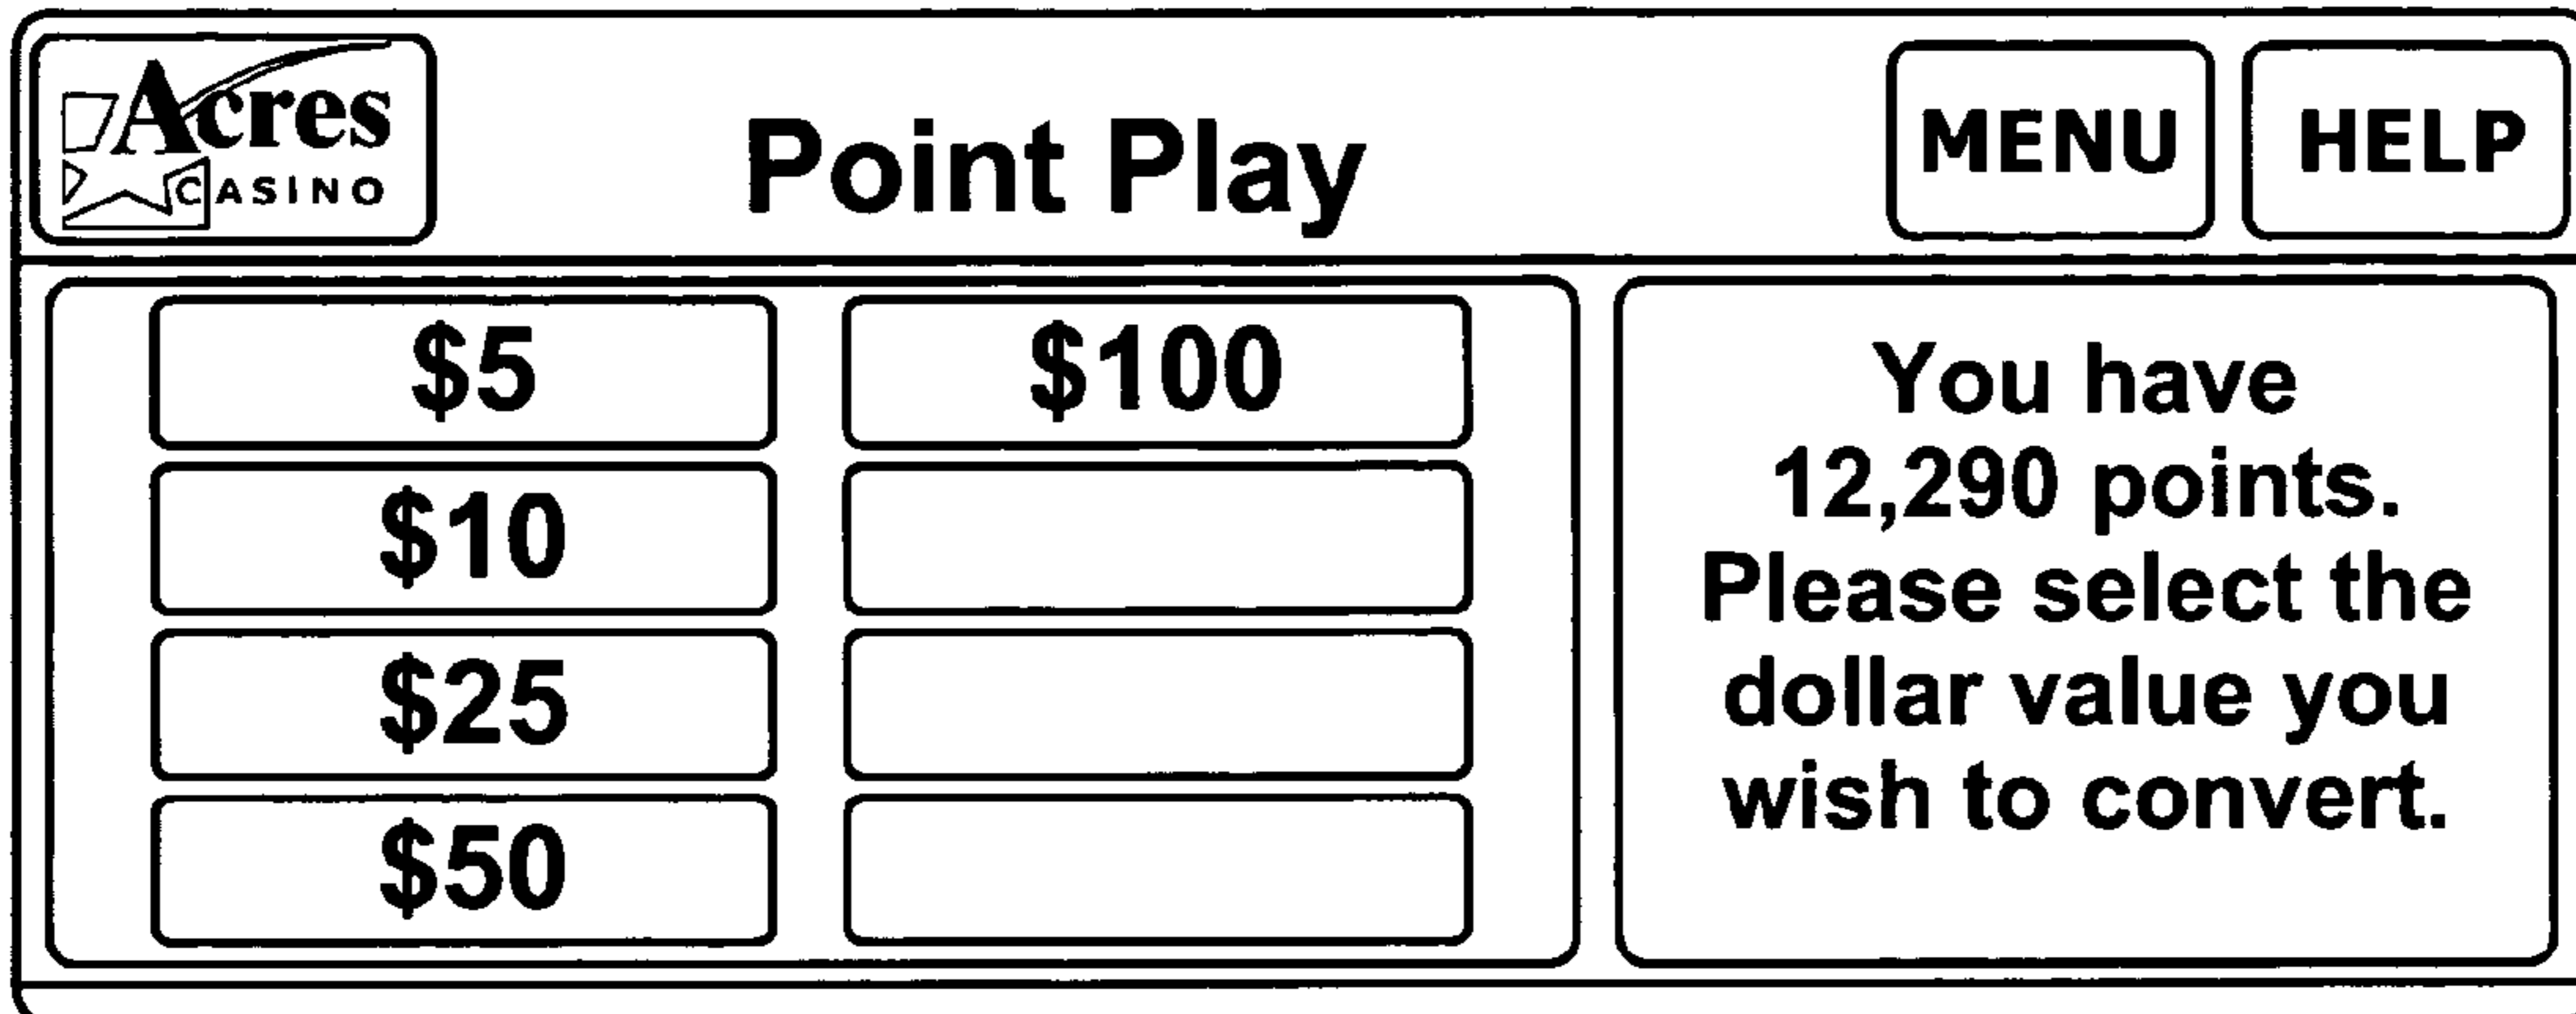 Acres
CASINO
Point Play
MENU
HELP
$5
$100
$10
$25
$50
You have
12,290 points.
Please select the
dollar value you
wish to convert.